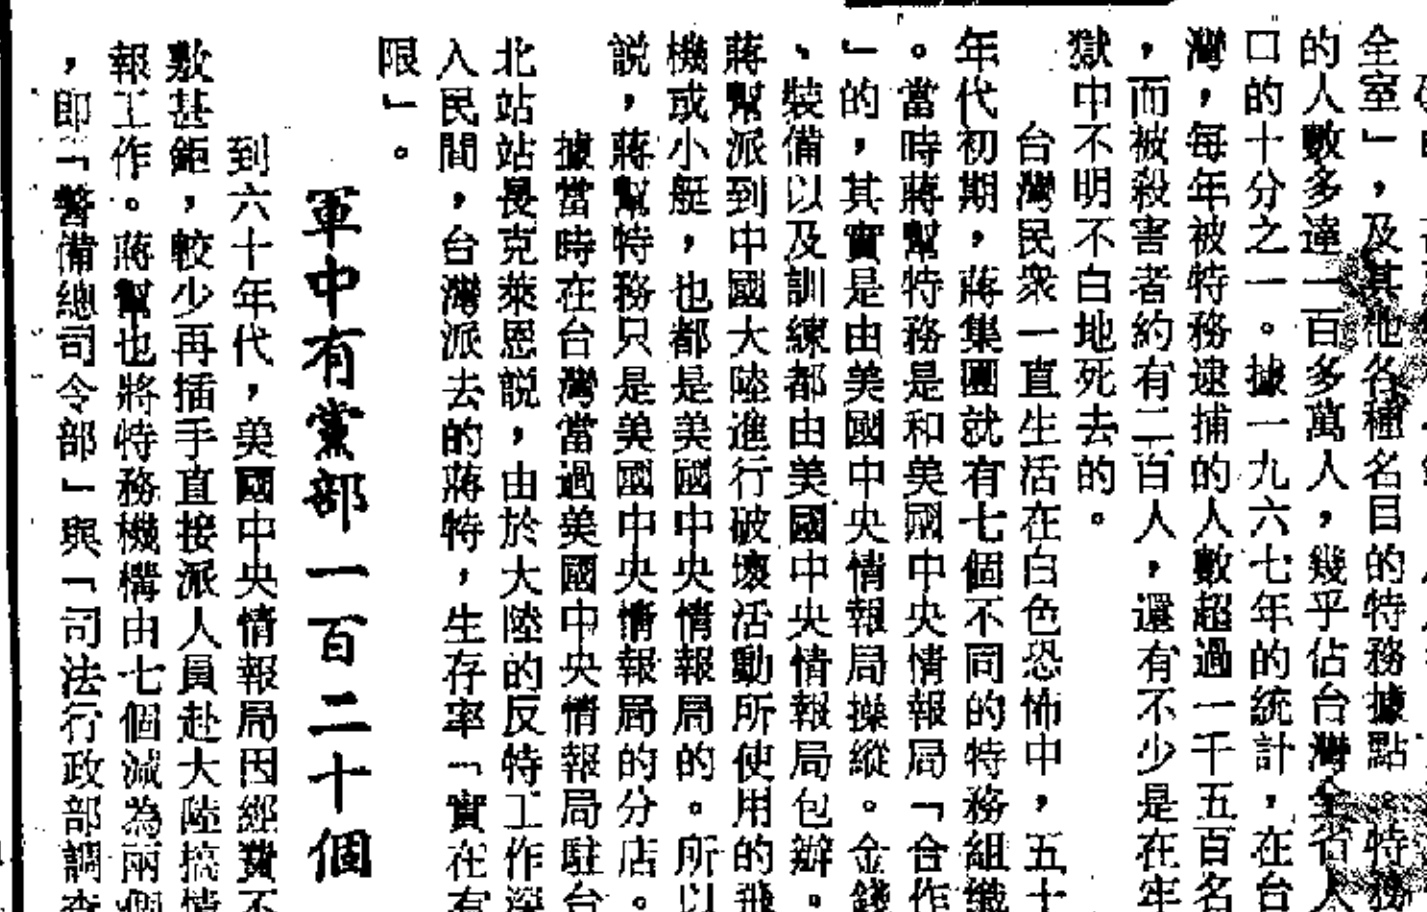 全室」，及其他各種名目的特務據點。特務
的人數多達一百多萬人，幾乎佔台灣全省人
口的十分之一。據一九六七年的統計，在台
灣，每年被特務逮捕的人數超過一千五百名
，而被殺害者約有二百人，還有不少是在牢
獄中不明不白地死去的。
台灣民衆一直生活在白色恐怖中，五十
年代初期，蔣集團就有七個不同的特務組織
。當時蔣幫特務是和美國中央情報局「合作
」的，其實是由美國中央情報局操縱。金錢
、裝備以及訓練都由美國中央情報局包辦。
蔣幫派到中國大陸進行破壞活動所使用的飛
機或小艇，也都是美國中央情報局的。所以
説，蔣幫特務只是美國中央情報局的分店。
據當時在台灣當過美國中央情報局駐台
北站站長克萊恩説，由於大陸的反特工作深
入民間，台灣派去的蔣特，生存率「實在有
限」。
軍中有黨部一百二十個
到六十年代，美國中央情報局因經費不
敷甚鉅，較少再插手直接派人員赴大陸搞情
報工作。蔣幫也將特務機構由七個減為兩個
，即「警備總司令部」與「司法行政部調查